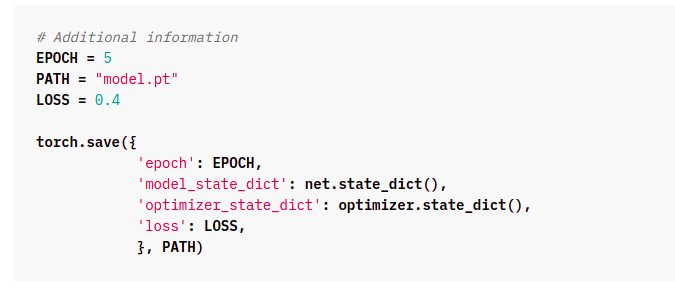 # Additional information
EPOCH = 5
PATH = "model.pt"
LOSS = 0.4

torch.save({
            'epoch': EPOCH,
            'model_state_dict': net.state_dict(),
            'optimizer_state_dict': optimizer.state_dict(),
            'loss': LOSS,
            }, PATH)